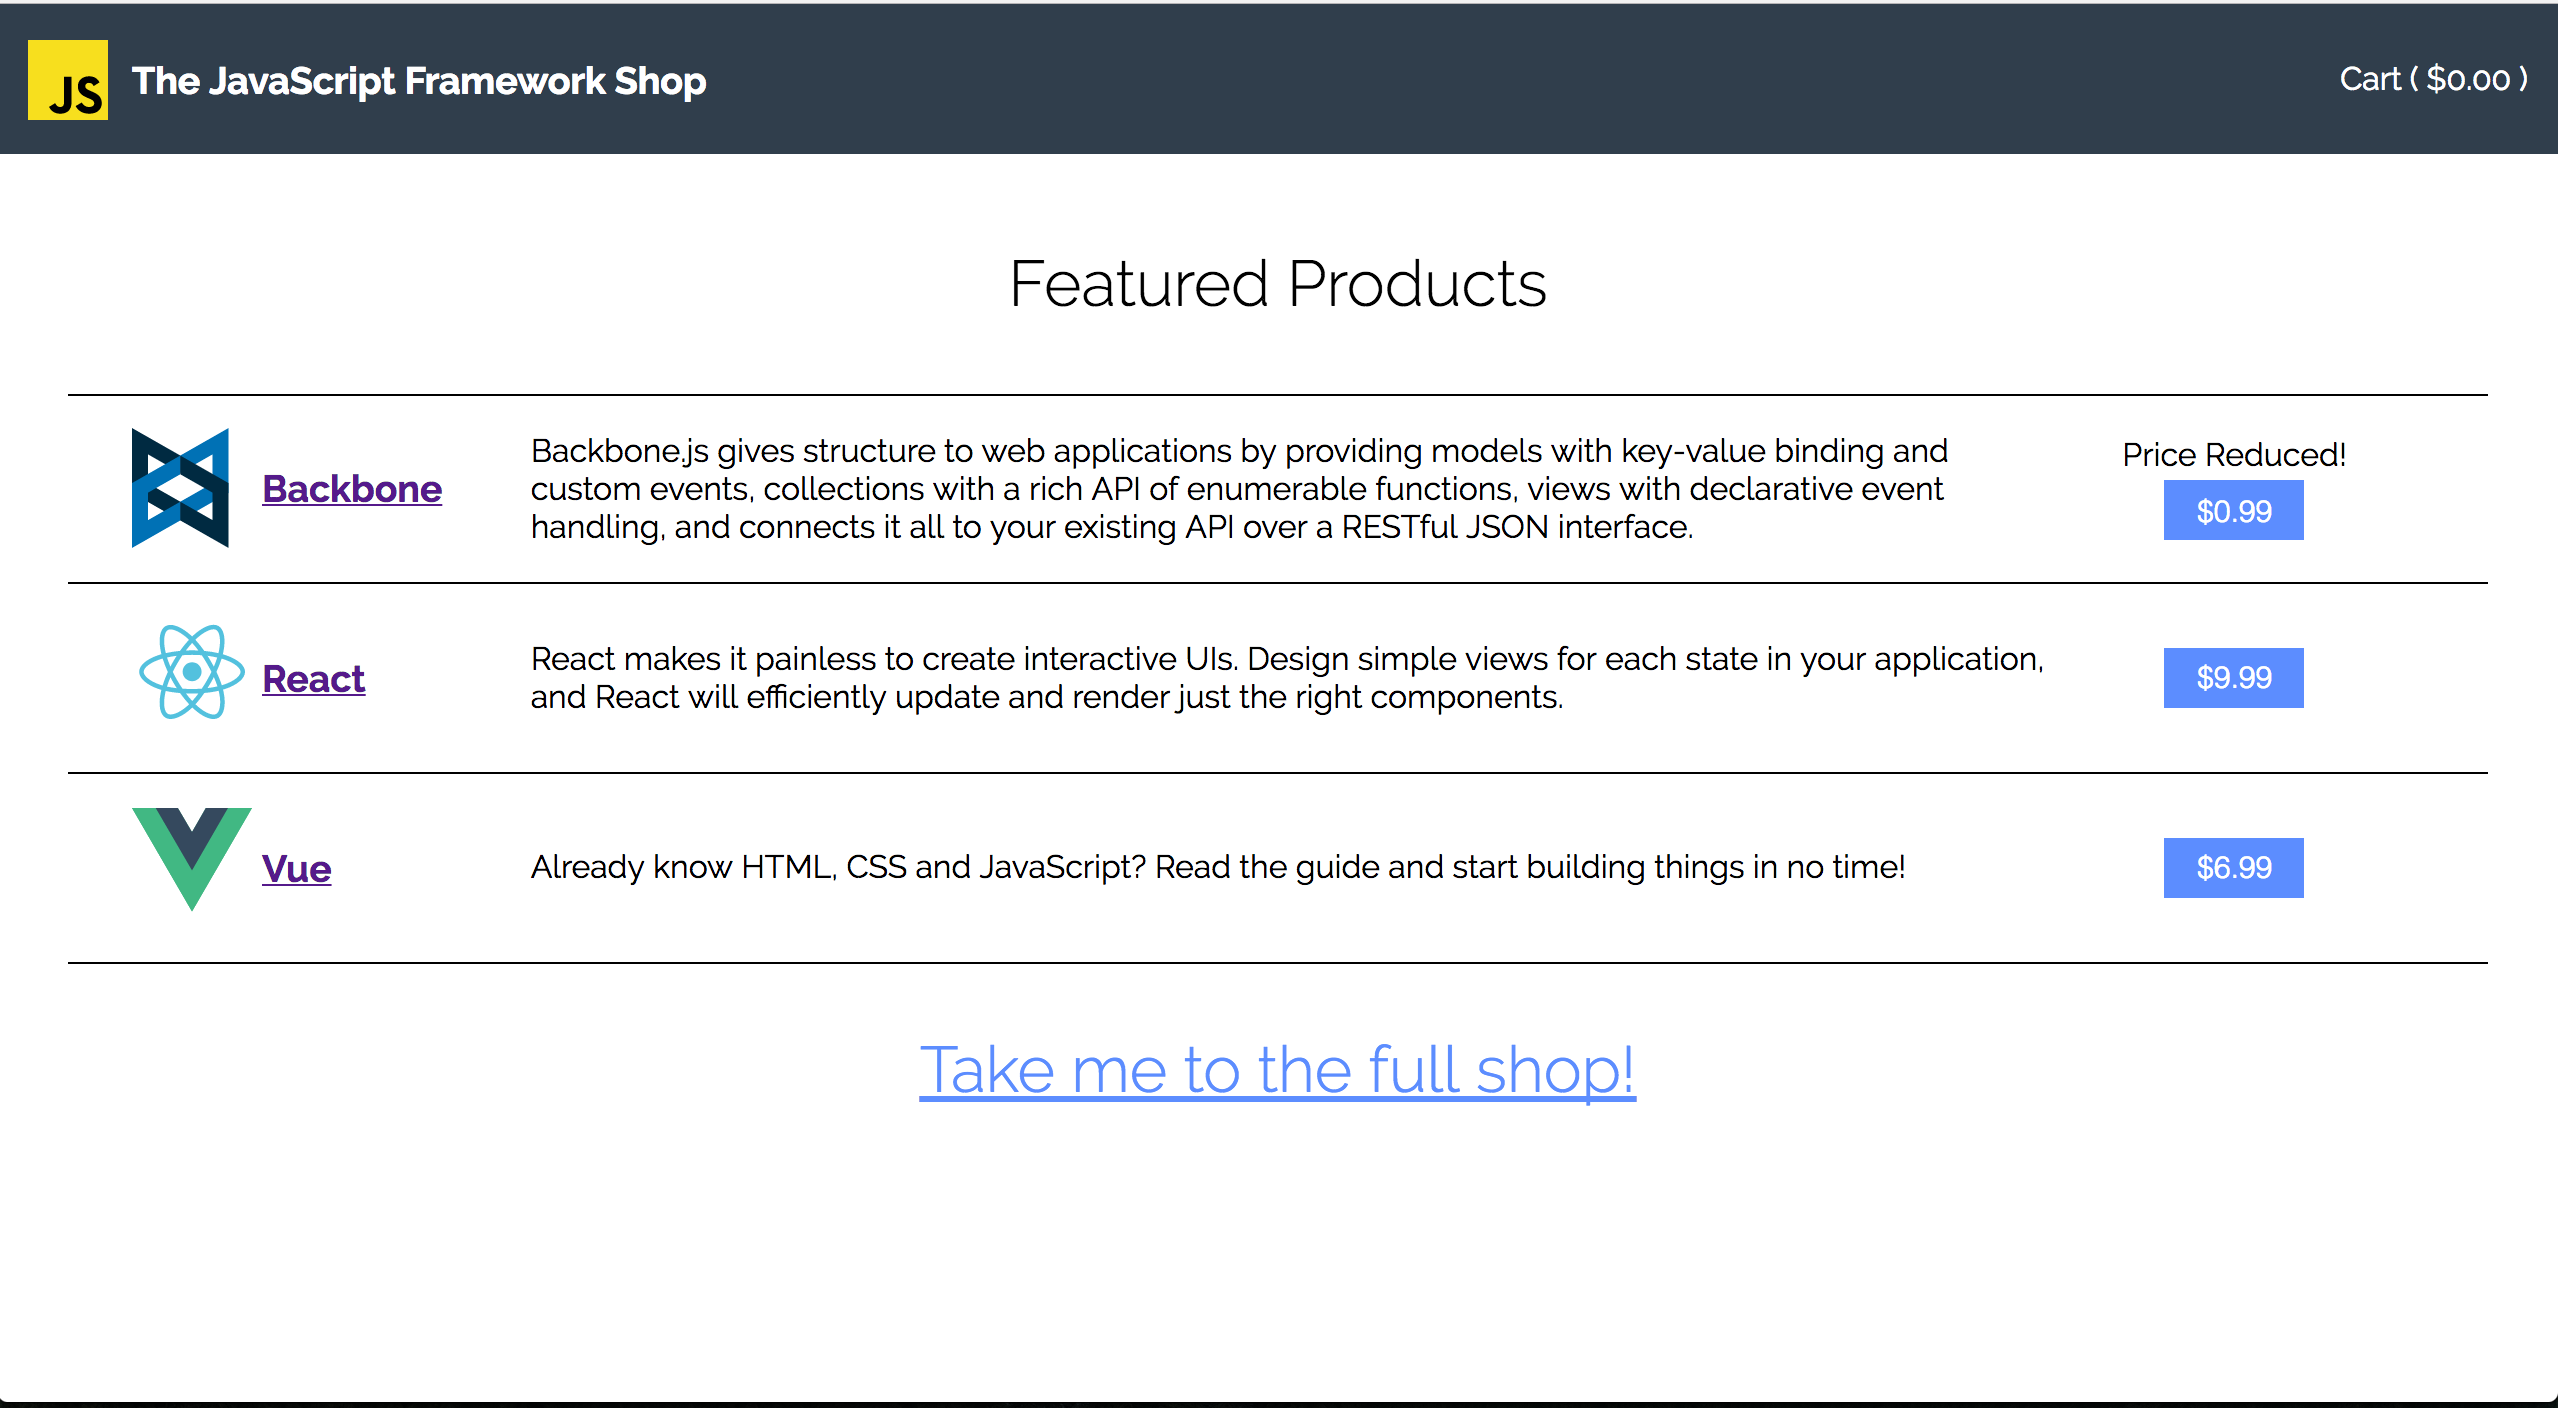 JS
The JavaScript Framework Shop
Cart ( $0.00 )
Featured Products
Backbone
Backbone.js gives structure to web applications by providing models with key-value binding and
custom events, collections with a rich API of enumerable functions, views with declarative event
handling, and connects it all to your existing API over a RESTful JSON interface.
Price Reduced!
$0.99
React
React makes it painless to create interactive UIs. Design simple views for each state in your application,
and React will efficiently update and render just the right components.
$9.99
Vue
Already know HTML, CSS and JavaScript? Read the guide and start building things in no time!
$6.99
Take me to the full shop!